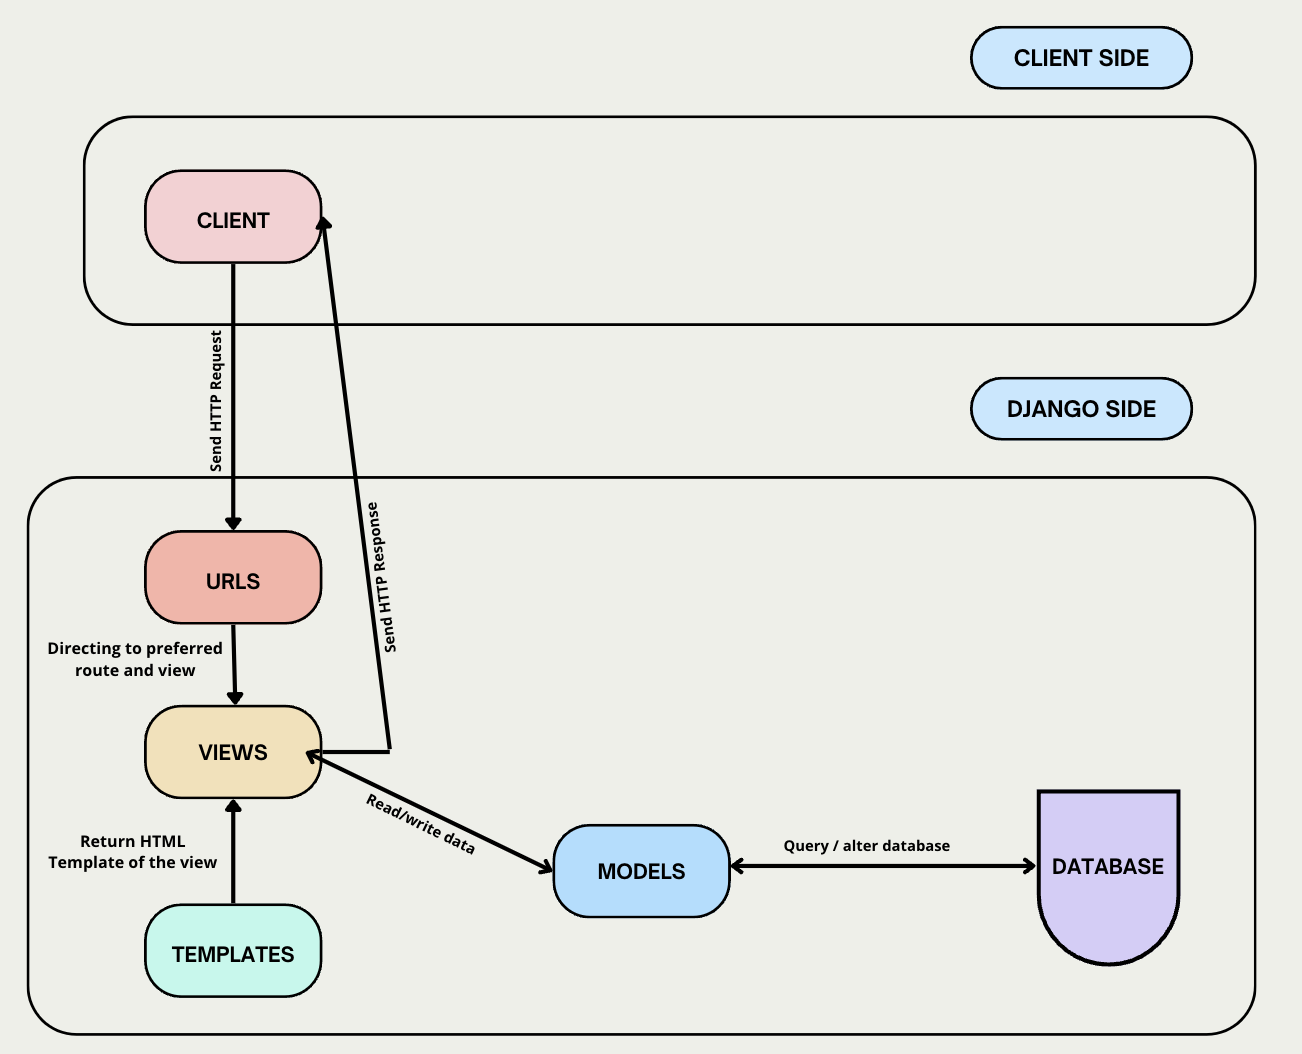 CLIENT SIDE
CLIENT
Send HTTP Request
DJANGO SIDE
Send HTTP Response
URLS
Directing to preferred
route and view
VIEWS
Read/write data
Return HTML
Template of the view
MODELS
Query / alter database
DATABASE
TEMPLATES